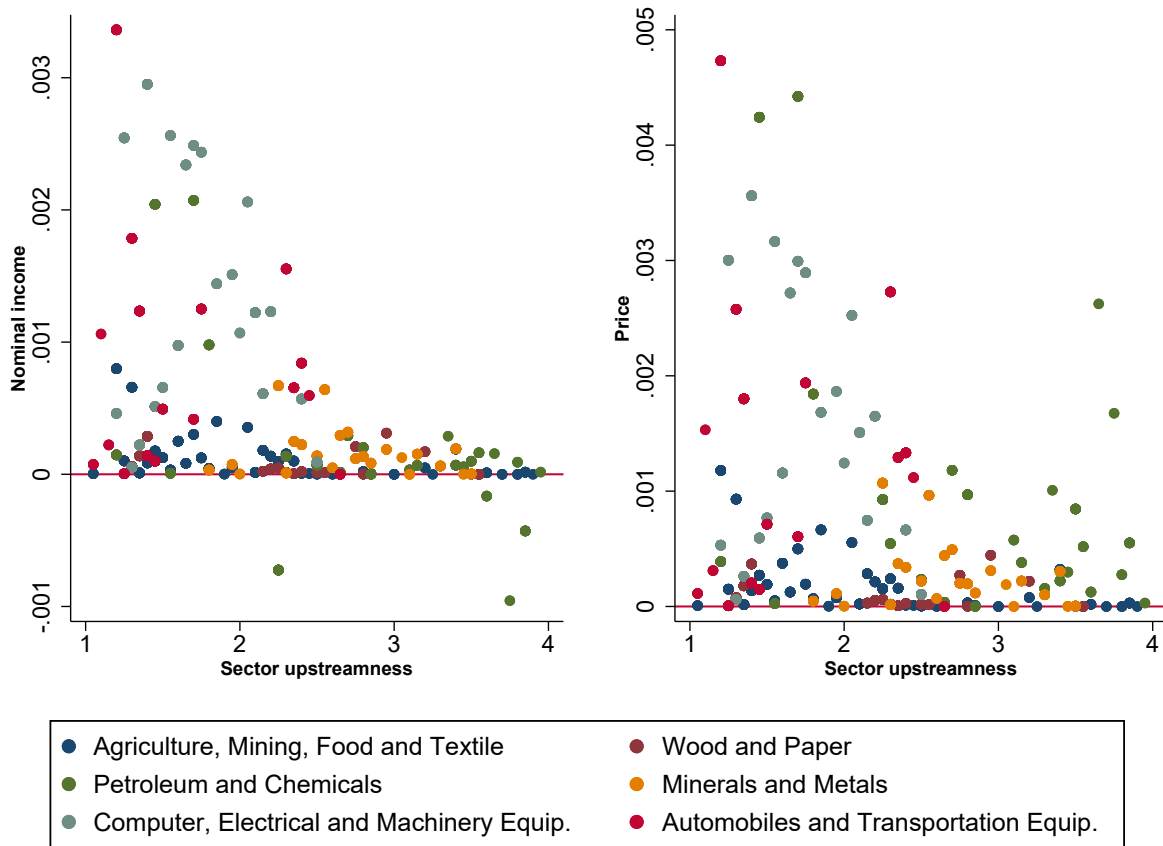 .003
.002
.001
0
-.001
Nominal income
1 2 3 4
Sector upstreamness
.005
.004
.003
.002
.001
0
Price
1 2 3 4
Sector upstreamness
Agriculture, Mining, Food and Textile
Wood and Paper
Petroleum and Chemicals
Minerals and Metals
Computer, Electrical and Machinery Equip.
Automobiles and Transportation Equip.